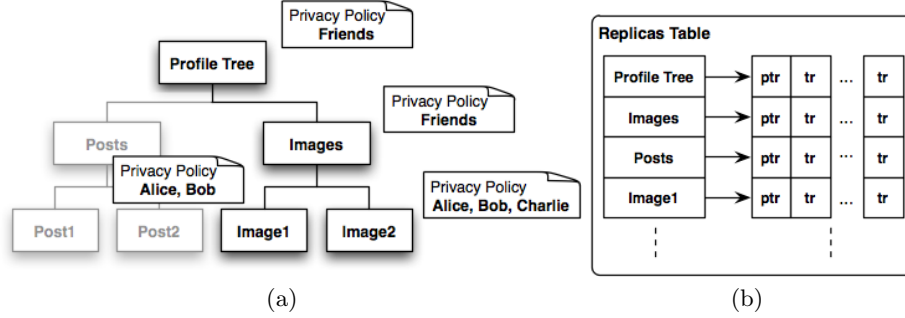 Privacy Policy
Friends
Profile Tree
Privacy Policy
Friends
Posts
Images
Privacy Policy
Alice, Bob
Privacy Policy
Alice, Bob, Charlie
Post1
Post2
Image1
Image2
(a)
Replicas Table
Profile Tree ptr tr ... tr
Images ptr tr ... tr
Posts ptr tr ... tr
Image1 ptr tr ... tr
(b)